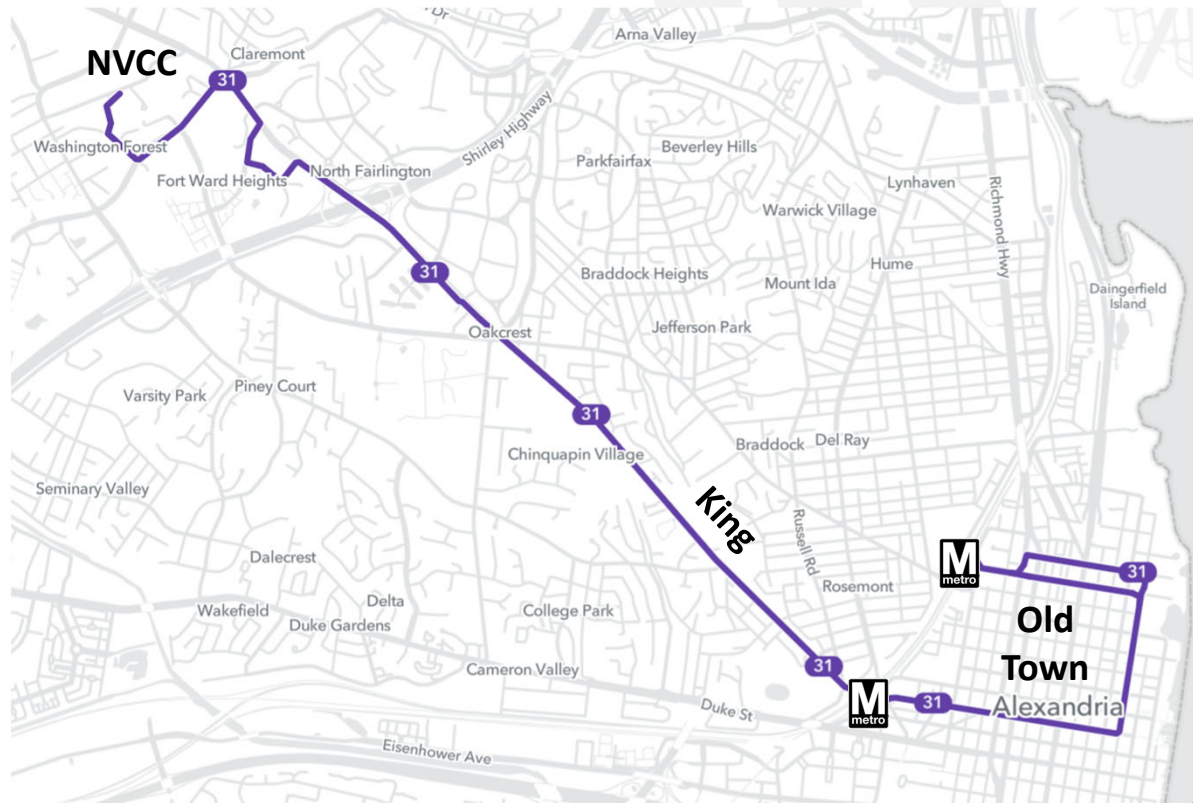 Dr
Arna Valley
NVCC
Claremont
31
Shirley Highway
Washington Forest
Fort Ward Heights
North Fairlington
Parkfairfax
Beverley Hills
Lynhaven
Warwick Village
Richmond Hwy
31
Braddock Heights
Hume
Mount Ida
Daingerfield
Island
Oakcrest
Jefferson Park
Varsity Park
Piney Court
31
Chinquapin Village
Braddock
Del Ray
Seminary Valley
King
Russell Rd
Dalecrest
M
metro
31
Rosemont
Wakefield
Delta
Duke Gardens
College Park
Old
Town
Cameron Valley
31
M
metro
31
Duke St
Alexandria
Eisenhower Ave